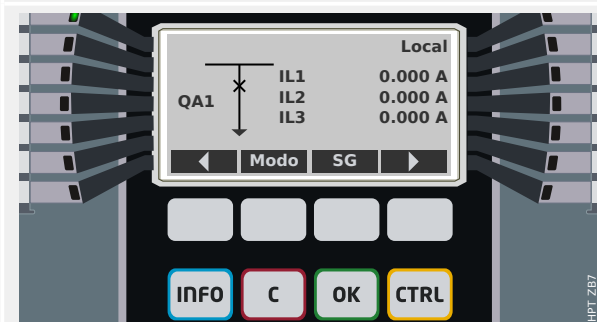 Local
IL1 0.000 A
QA1
IL2 0.000 A
IL3 0.000 A
Modo SG
INFO C OK CTRL
HPT ZB7